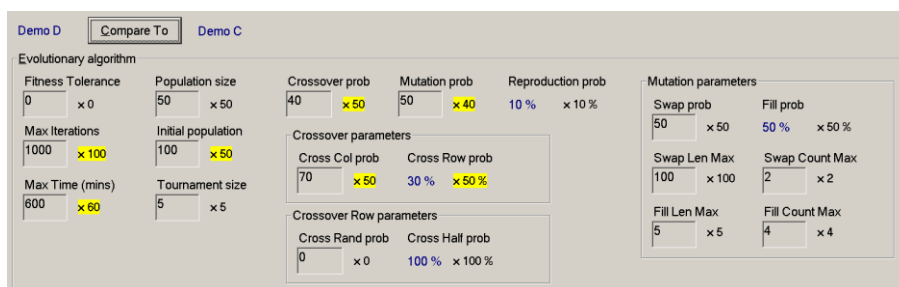 Demo D Compare To Demo C
Evolutionary algorithm
Fitness Tolerance Population size Crossover prob Mutation prob Reproduction prob Mutation parameters
0 x 0 50 x 50 40 x 50 50 x 40 10 % x 10 % Swap prob Fill prob
50 x 50 50 % x 50 %
Max Iterations Initial population Crossover parameters
1000 x 100 100 x 50 Cross Col prob Cross Row prob Swap Len Max Swap Count Max
70 x 50 30 % x 50 % 100 x 100 2 x 2
Max Time (mins) Tournament size
600 x 60 5 x 5 Crossover Row parameters Fill Len Max Fill Count Max
Cross Rand prob Cross Half prob 5 x 5 4 x 4
0 x 0 100 % x 100 %